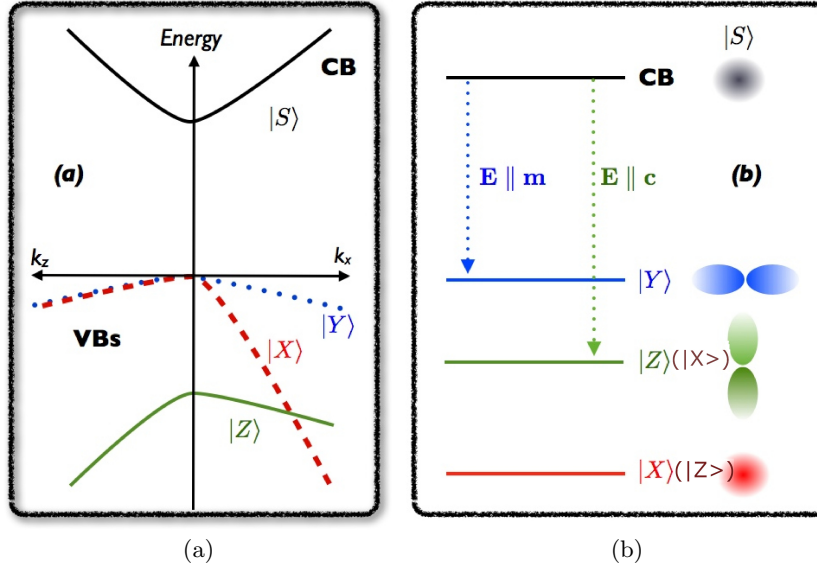 Energy
CB
|S⟩
(a)
k_z
k_x
|Y⟩
VBs
|X⟩
|Z⟩
(a)
|S⟩
CB
E ∥ m
E ∥ c
(b)
|Y⟩
|Z⟩(|X>)
|X⟩(|Z>)
(b)